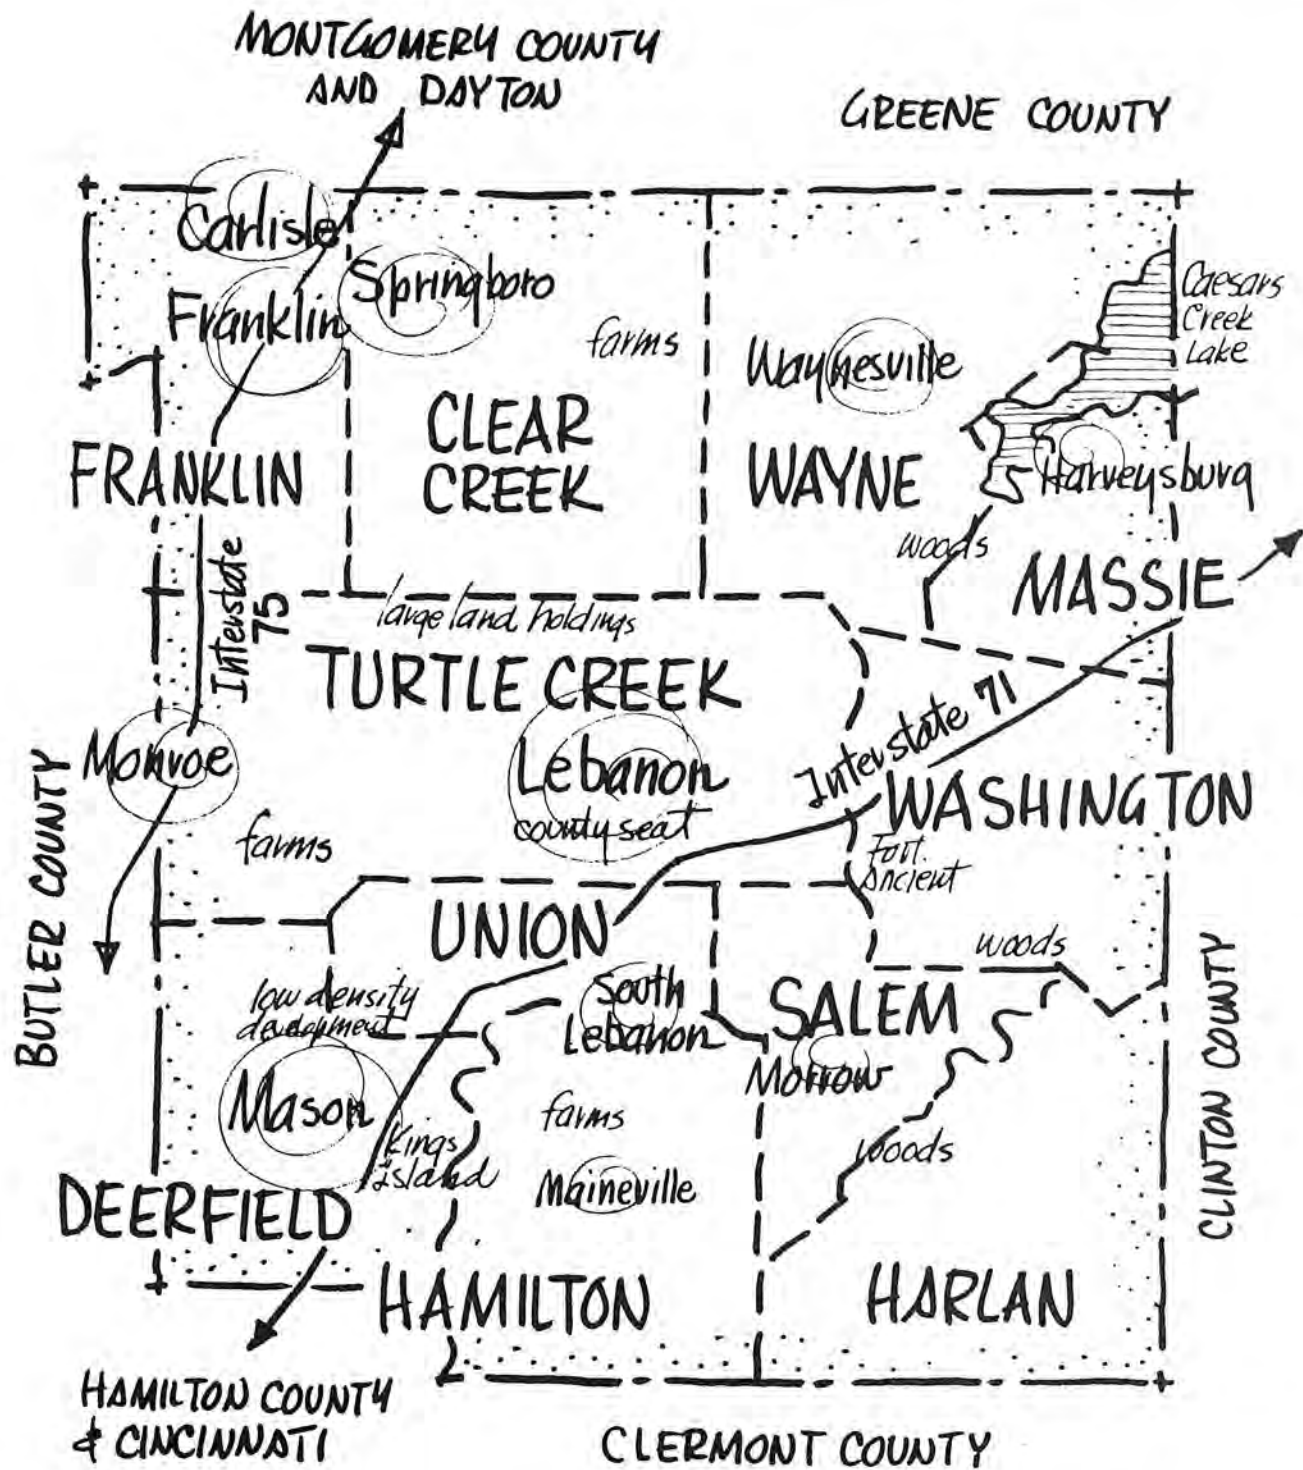 MONTGOMERY COUNTY
AND DAYTON
GREENE COUNTY
Carlisle
Springboro
Franklin
farms
Waynesville
Caesars
Creek
Lake
CLEAR
CREEK
FRANKLIN
WAYNE
Harveysburg
woods
MASSIE
Interstate
75
large land holdings
TURTLE CREEK
Interstate 71
Monroe
Lebanon
county seat
WASHINGTON
BUTLER COUNTY
farms
Fort.
Ancient
UNION
woods
low density
development
South
Lebanon
SALEM
Morrow
CLINTON COUNTY
Mason
farms
Kings
Island
woods
Maineville
DEERFIELD
HAMILTON
HARLAN
HAMILTON COUNTY
& CINCINNATI
CLERMONT COUNTY